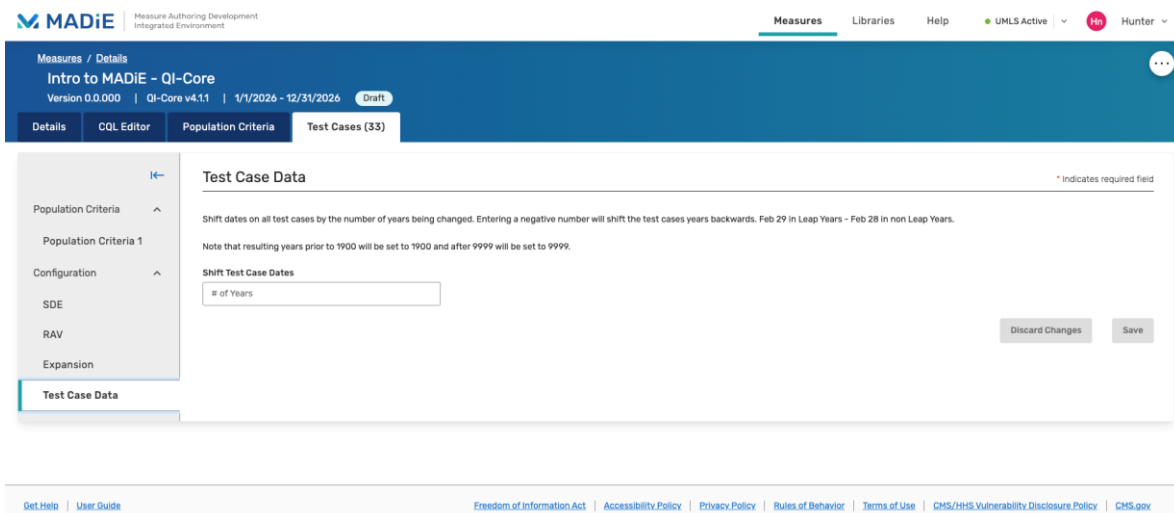 MADiE
Measure Authoring Development
Integrated Environment
Measures
Libraries
Help
UMLS Active
Hn
Hunter
Measures / Details
Intro to MADiE - QI-Core
Version 0.0.000 | QI-Core v4.1.1 | 1/1/2026 - 12/31/2026 Draft
Details
CQL Editor
Population Criteria
Test Cases (33)
Population Criteria
Population Criteria 1
Configuration
SDE
RAV
Expansion
Test Case Data
Test Case Data
* Indicates required field
Shift dates on all test cases by the number of years being changed. Entering a negative number will shift the test cases years backwards. Feb 29 in Leap Years - Feb 28 in non Leap Years.
Note that resulting years prior to 1900 will be set to 1900 and after 9999 will be set to 9999.
Shift Test Case Dates
# of Years
Discard Changes
Save
Get Help | User Guide
Freedom of Information Act | Accessibility Policy | Privacy Policy | Rules of Behavior | Terms of Use | CMS/HHS Vulnerability Disclosure Policy | CMS.gov